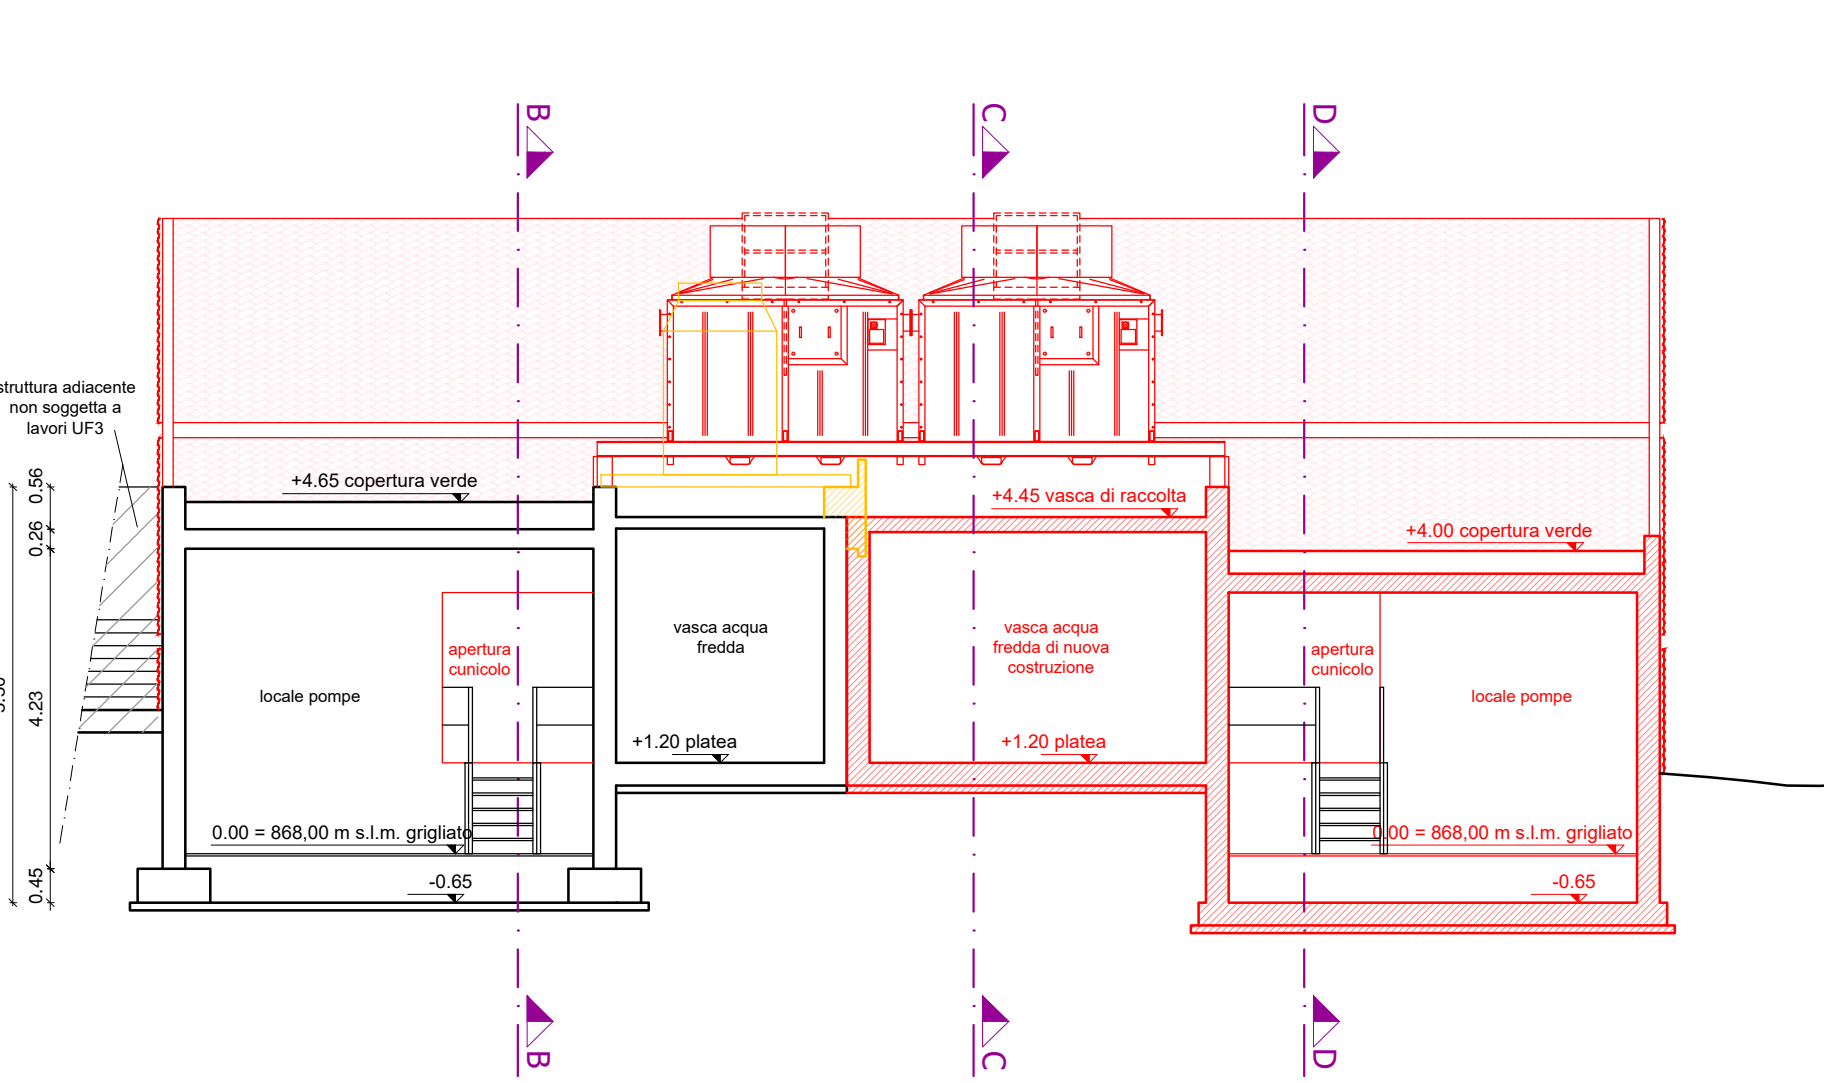 B
C
D
struttura adiacente
non soggetta a
lavori UF3
+4.65 copertura verde
+4.45 vasca di raccolta
+4.00 copertura verde
0.56
0.26
4.23
0.45
apertura
cunicolo
vasca acqua
fredda
vasca acqua
fredda di nuova
costruzione
apertura
cunicolo
locale pompe
locale pompe
+1.20 platea
+1.20 platea
0.00 = 868,00 m s.l.m. grigliato
0.00 = 868,00 m s.l.m. grigliato
-0.65
-0.65
B
C
D